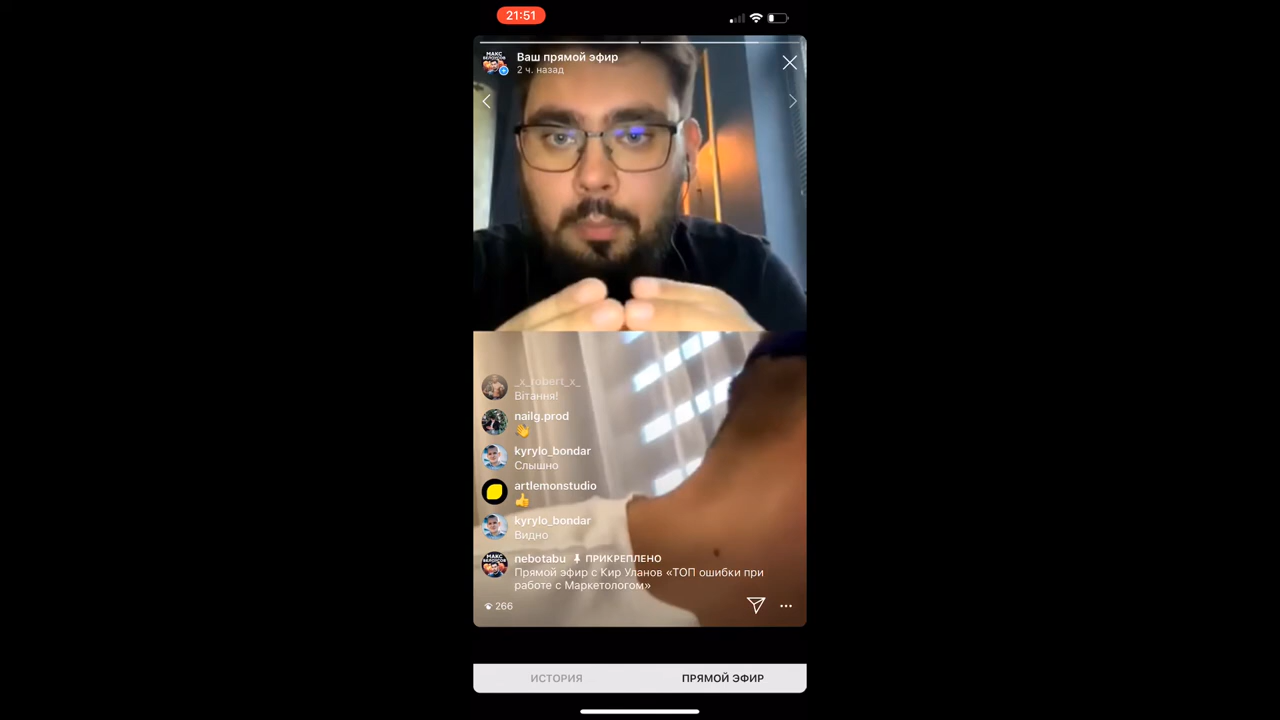 21:51
Ваш прямой эфир
2 ч. назад
_x_robert_x_
Вітання!
nailg.prod
kyrylo_bondar
Слышно
artlemonstudio
kyrylo_bondar
Видно
nebotabu ПРИКРЕПЛЕНО
Прямой эфир с Кир Уланов «ТОП ошибки при
работе с Маркетологом»
266
ИСТОРИЯ ПРЯМОЙ ЭФИР